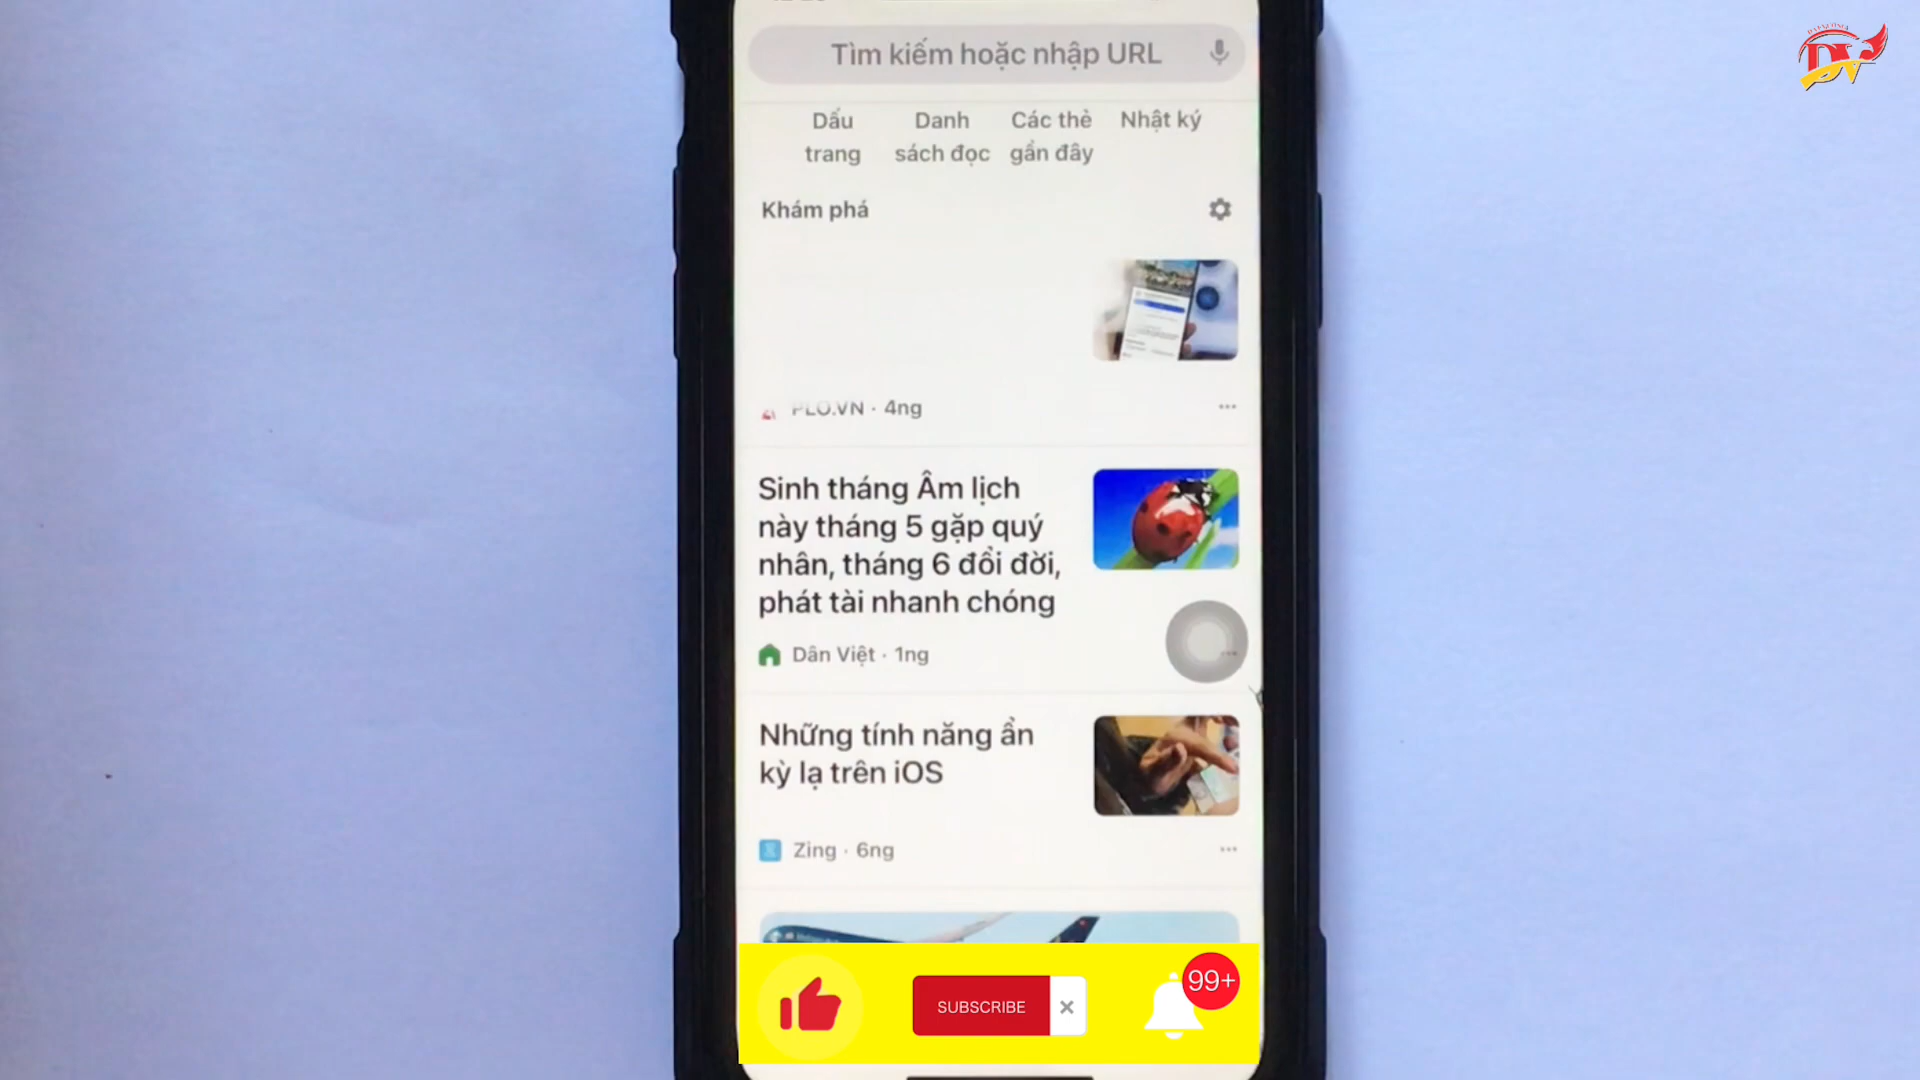 Tìm kiếm hoặc nhập URL
Dấu trang
Danh sách đọc
Các thẻ gần đây
Nhật ký
Khám phá
PLO.VN · 4ng
Sinh tháng Âm lịch
này tháng 5 gặp quý
nhân, tháng 6 đổi đời,
phát tài nhanh chóng
Dân Việt · 1ng
Những tính năng ẩn
kỳ lạ trên iOS
Zing · 6ng
SUBSCRIBE
99+
DV